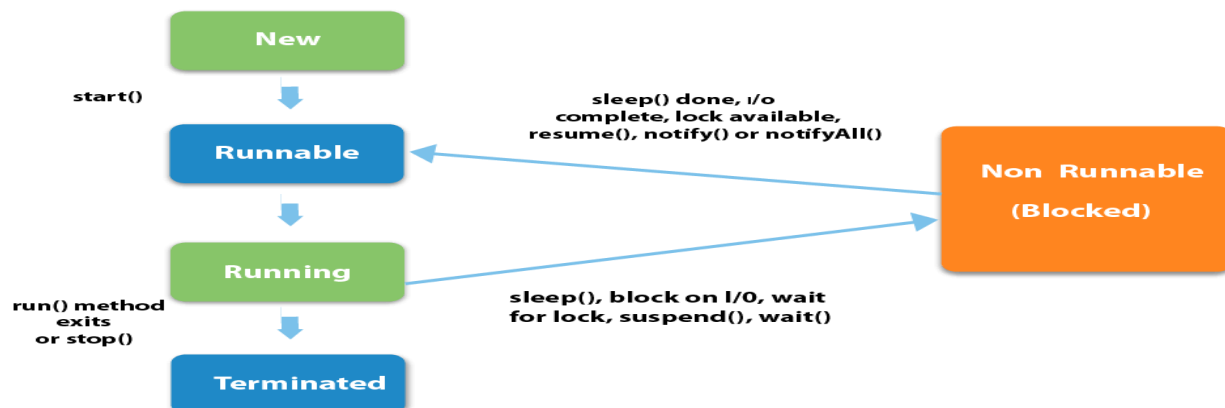 New
start()
sleep() done, i/o
complete, lock available,
resume(), notify() or notifyAll()
Runnable
Non Runnable
(Blocked)
Running
sleep(), block on I/0, wait
for lock, suspend(), wait()
run() method
exits
or stop()
Terminated